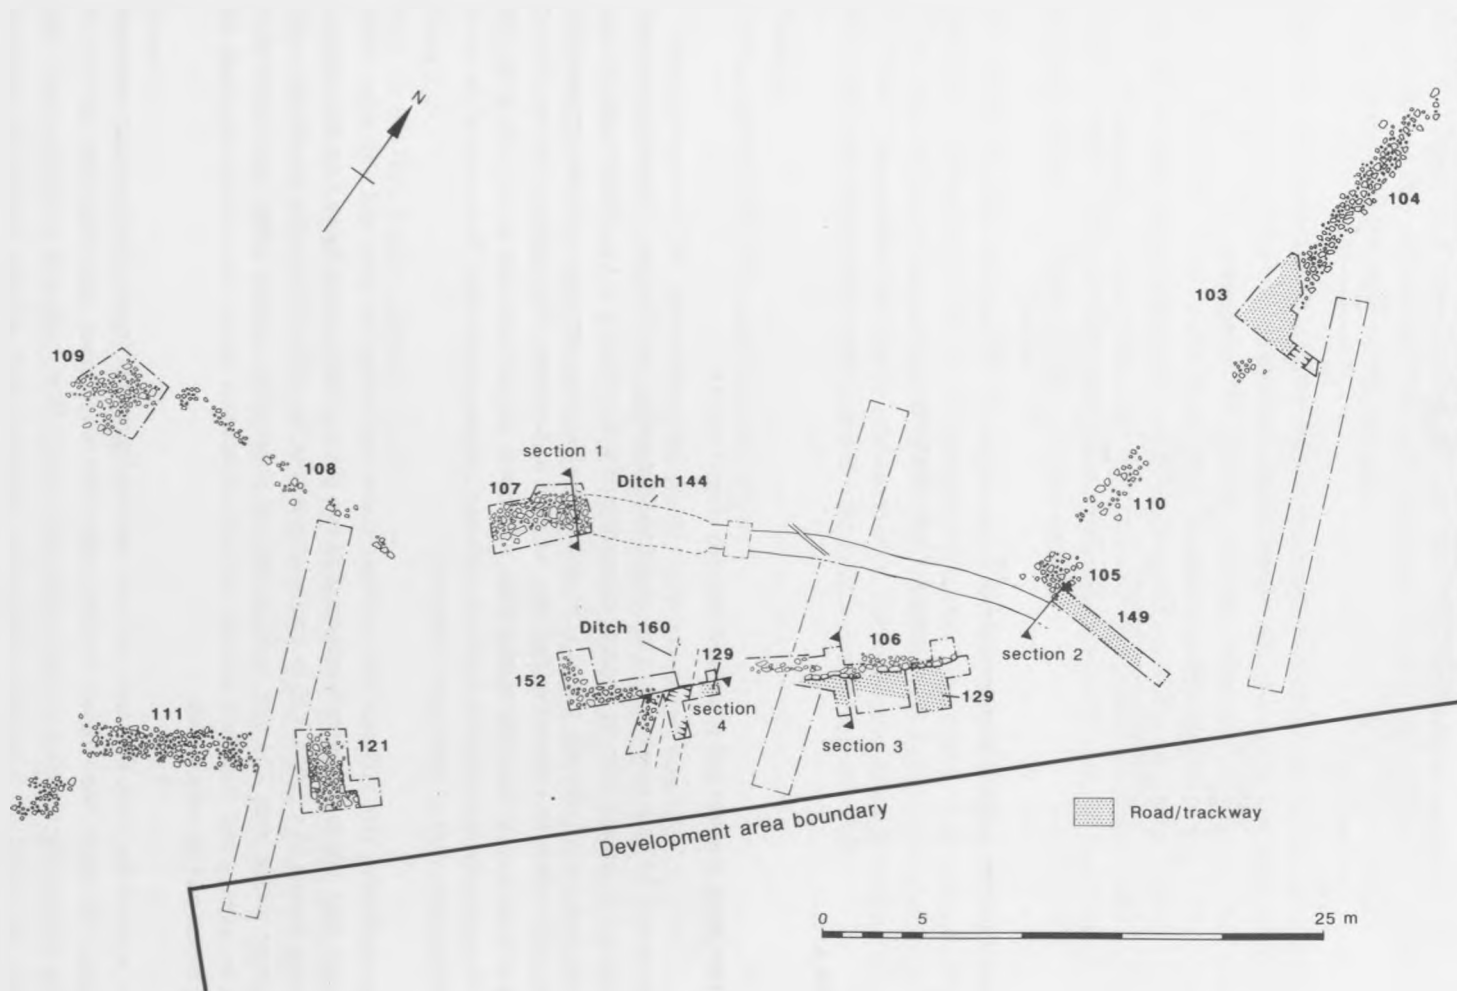 N
104
103
109
section 1
108
107
Ditch 144
110
105
149
Ditch 160
129
106
section 2
152
129
section
4
111
121
section 3
Road/trackway
Development area boundary
0 5 25 m